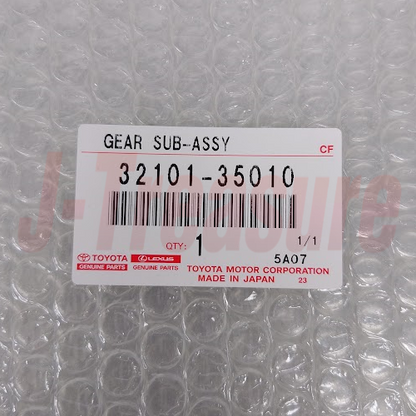 GEAR SUB-ASSY
CF
32101-35010
QTY: 1
1/1
5A07
TOYOTA LEXUS
GENUINE PARTS GENUINE PARTS
TOYOTA MOTOR CORPORATION
MADE IN JAPAN 23
J-Treasure